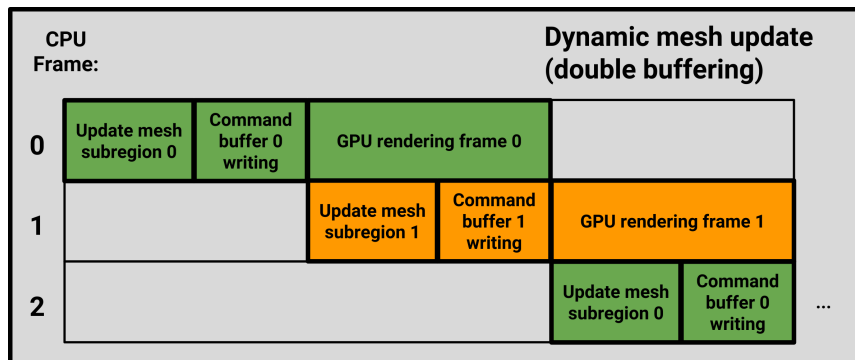 CPU
Frame:
Dynamic mesh update
(double buffering)
0
Update mesh
subregion 0
Command
buffer 0
writing
GPU rendering frame 0
1
Update mesh
subregion 1
Command
buffer 1
writing
GPU rendering frame 1
2
Update mesh
subregion 0
Command
buffer 0
writing
...